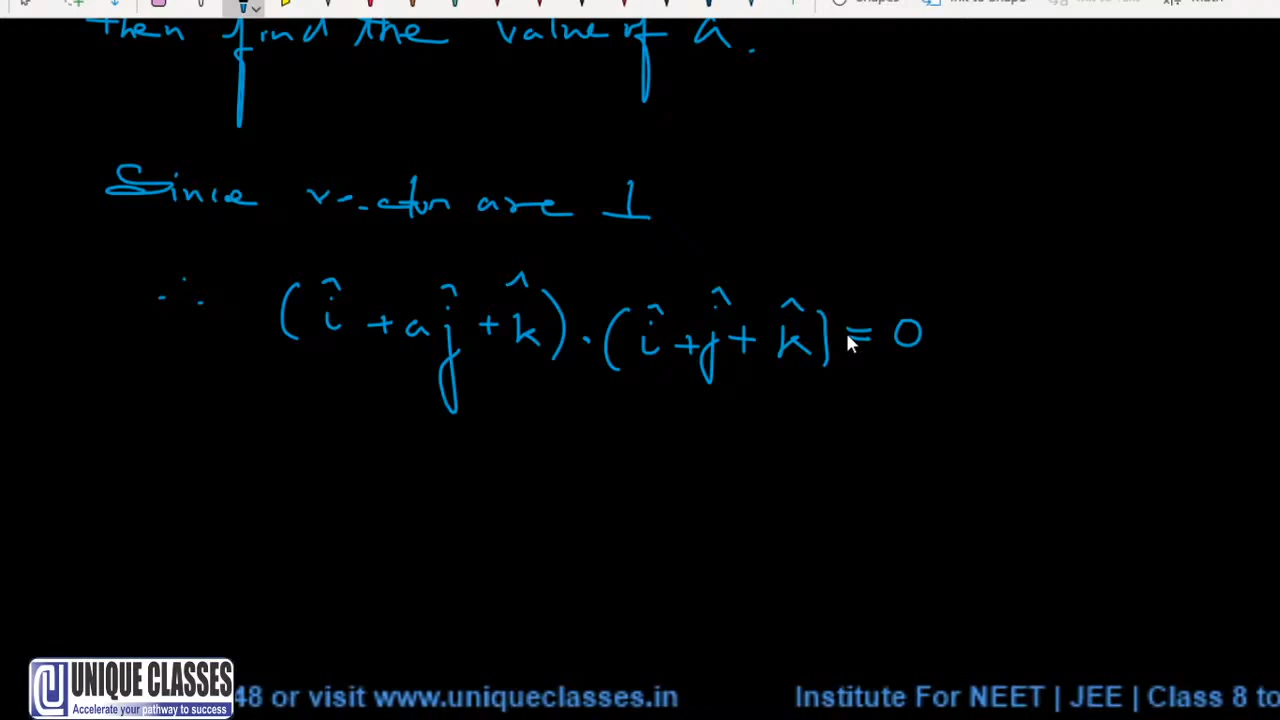 then find the value of a.
Since vector are ⊥
∴ (î + aĵ + k̂) · (î + ĵ + k̂) = 0
UNIQUE CLASSES
Accelerate your pathway to success
48 or visit www.uniqueclasses.in Institute For NEET | JEE | Class 8 to